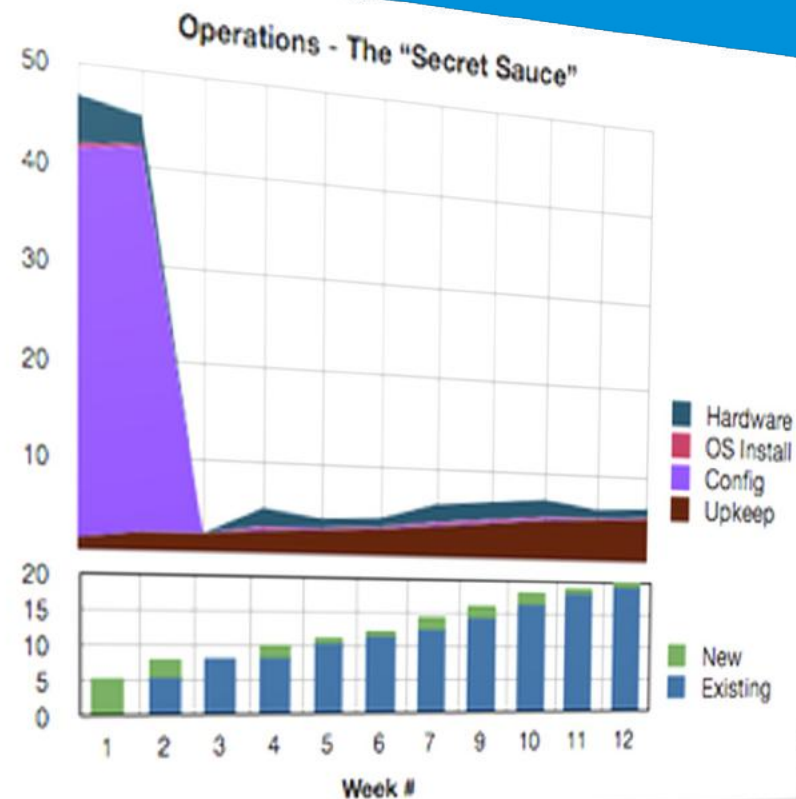 Operations - The “Secret Sauce”
50
40
30
20
10
Hardware
OS Install
Config
Upkeep
20
15
10
5
0
New
Existing
1 2 3 4 5 6 7 9 10 11 12
Week #